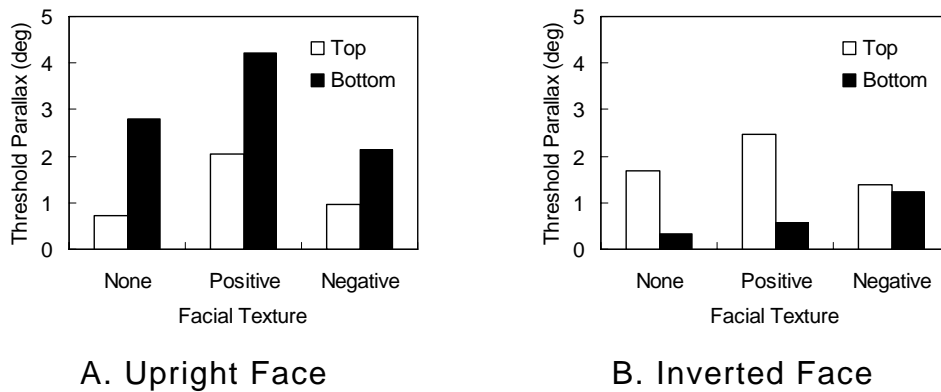 5
4
3
2
1
0
Threshold Parallax (deg)
Top
Bottom
None Positive Negative
Facial Texture
A. Upright Face
5
4
3
2
1
0
Threshold Parallax (deg)
Top
Bottom
None Positive Negative
Facial Texture
B. Inverted Face